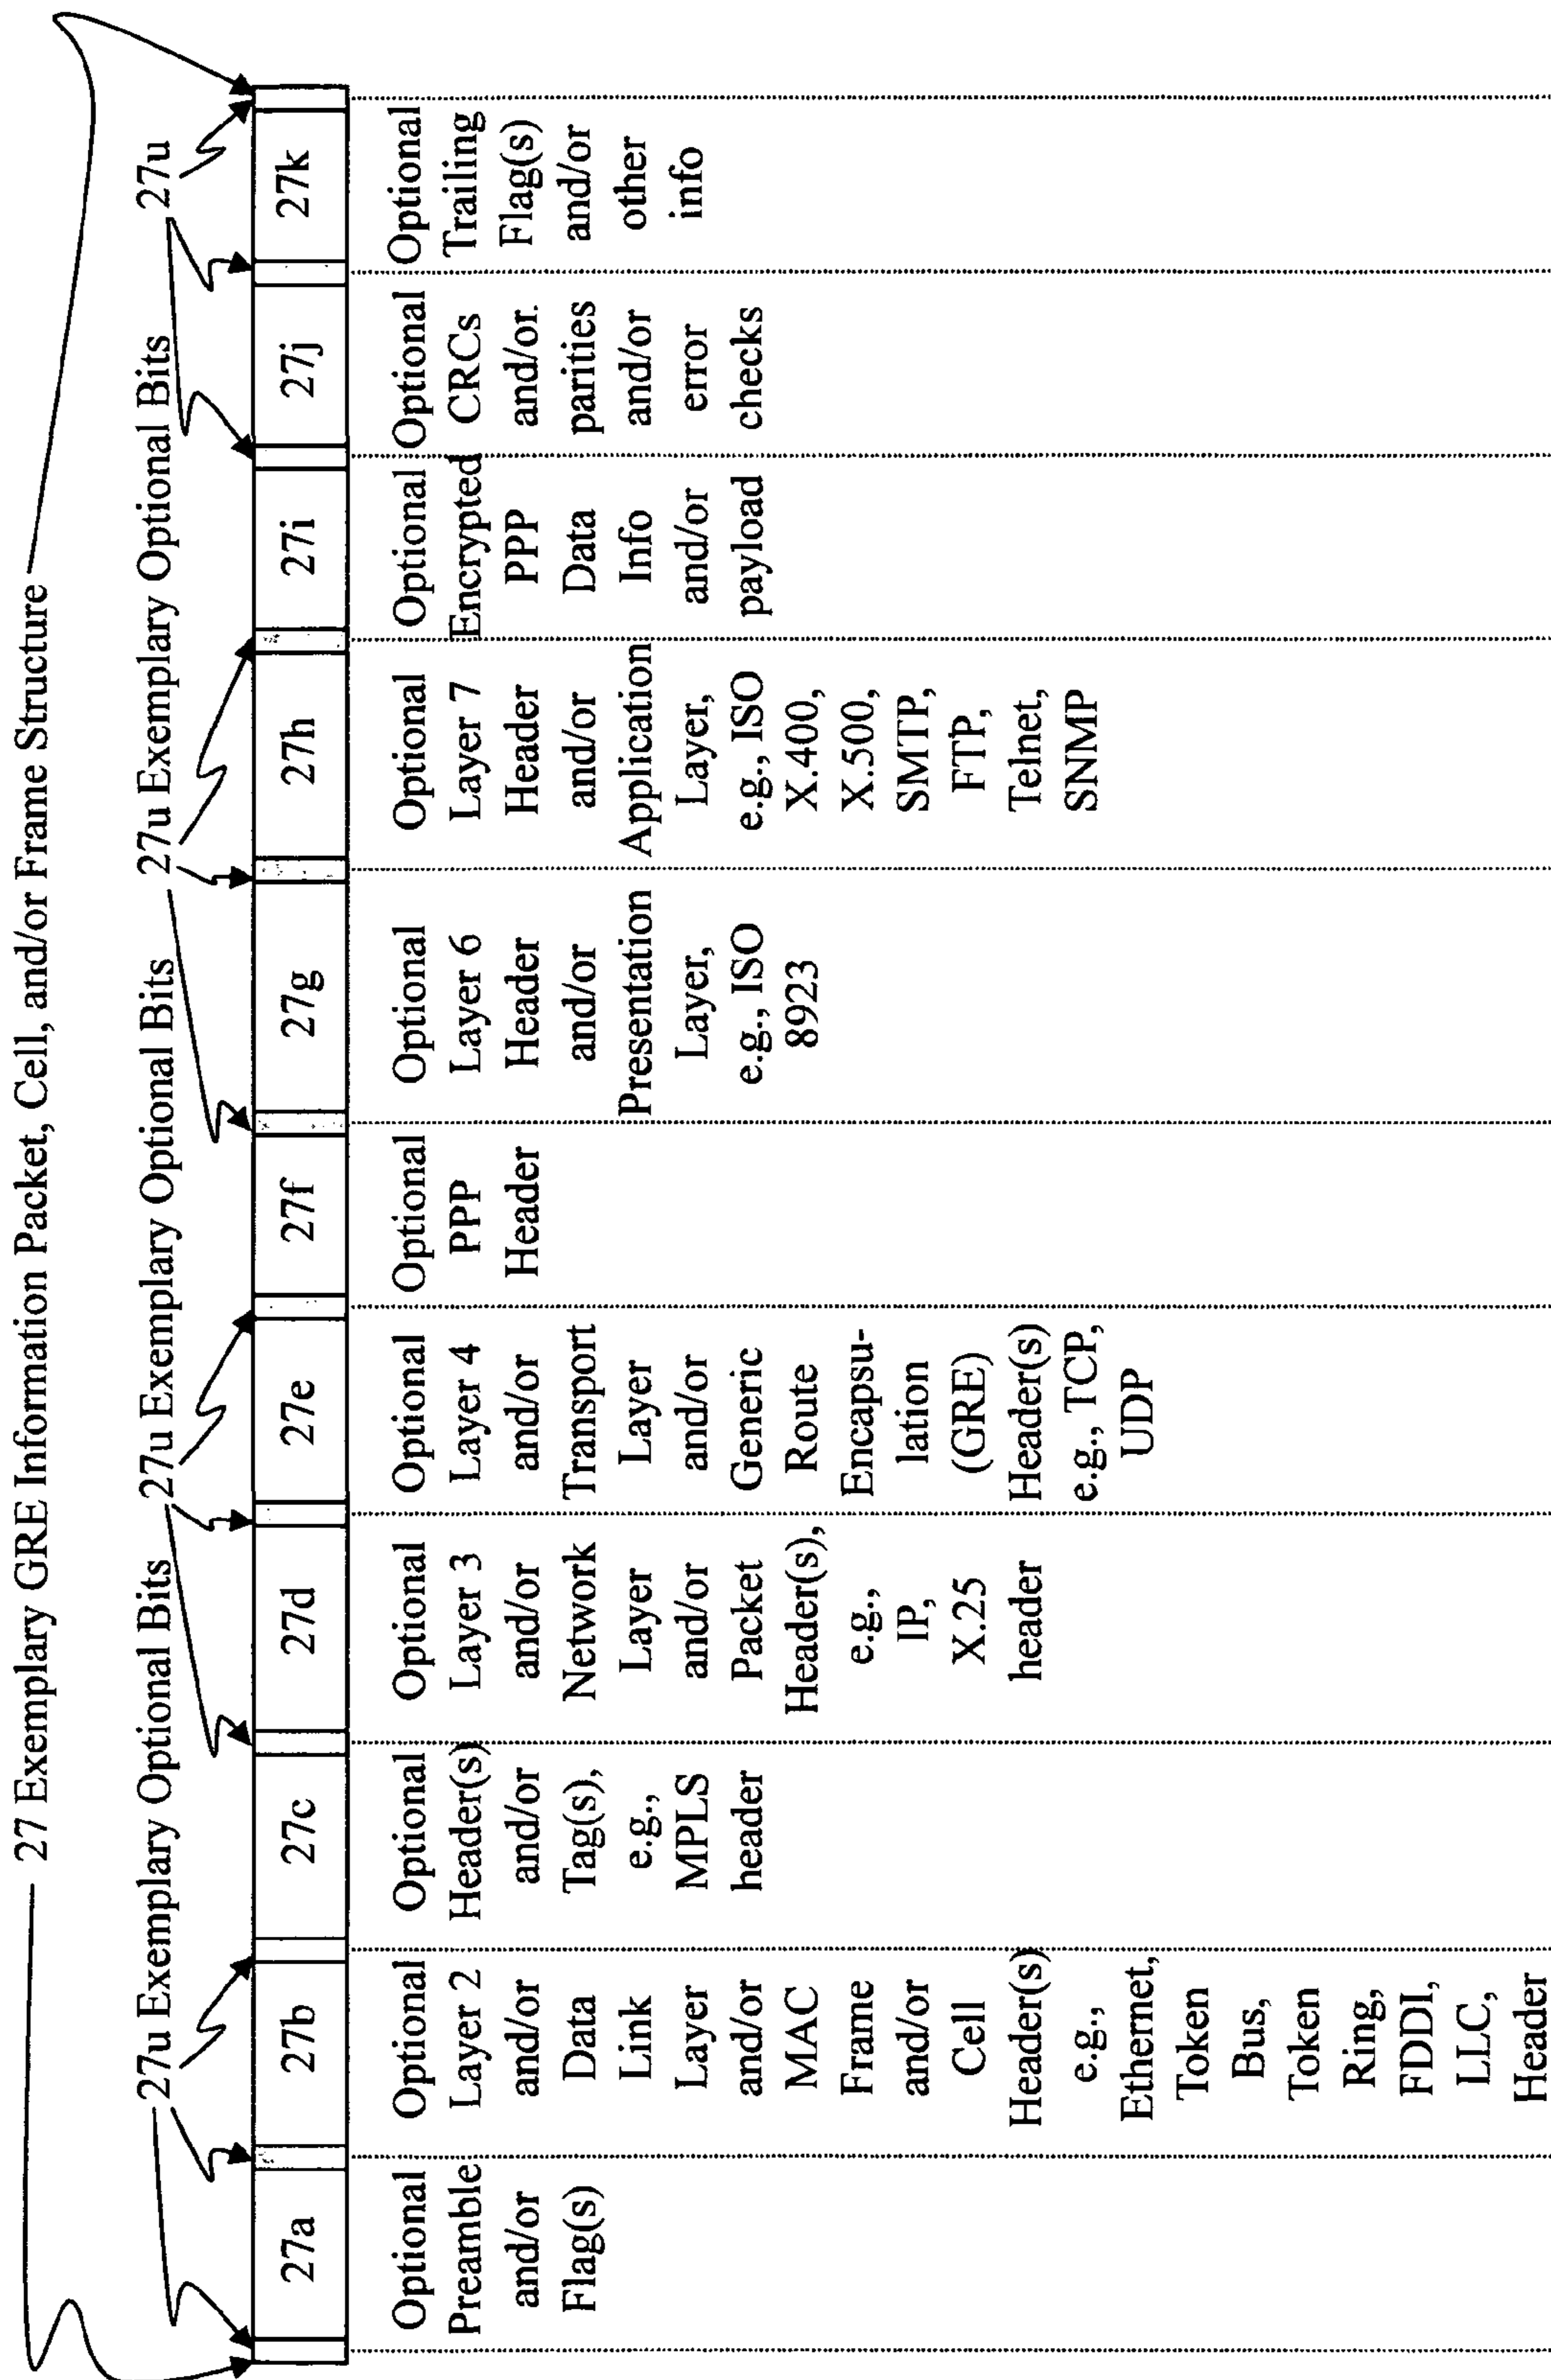 27 Exemplary GRE Information Packet, Cell, and/or Frame Structure
27u Exemplary Optional Bits
27u Exemplary Optional Bits
27u Exemplary Optional Bits
27u
27a
27b
27c
27d
27e
27f
27g
27h
27i
27j
27k
Optional
Preamble
and/or
Flag(s)
Optional
Layer 2
and/or
Data
Link
Layer
and/or
MAC
Frame
and/or
Cell
Header(s)
e.g.,
Ethernet,
Token
Bus,
Token
Ring,
FDDI,
LLC,
Header
Optional
Header(s)
and/or
Tag(s),
e.g.,
MPLS
header
Optional
Layer 3
and/or
Network
Layer
and/or
Packet
Header(s),
e.g.,
IP,
X.25
header
Optional
Layer 4
and/or
Transport
Layer
and/or
Generic
Route
Encapsu-
lation
(GRE)
Header(s)
e.g., TCP,
UDP
Optional
PPP
Header
Optional
Layer 6
Header
and/or
Presentation
Layer,
e.g., ISO
8923
Optional
Layer 7
Header
and/or
Application
Layer,
e.g., ISO
X.400,
X.500,
SMTP,
FTP,
Telnet,
SNMP
Optional
Encrypted
PPP
Data
Info
and/or
payload
Optional
CRCs
and/or.
parities
and/or
error
checks
Optional
Trailing
Flag(s)
and/or
other
info